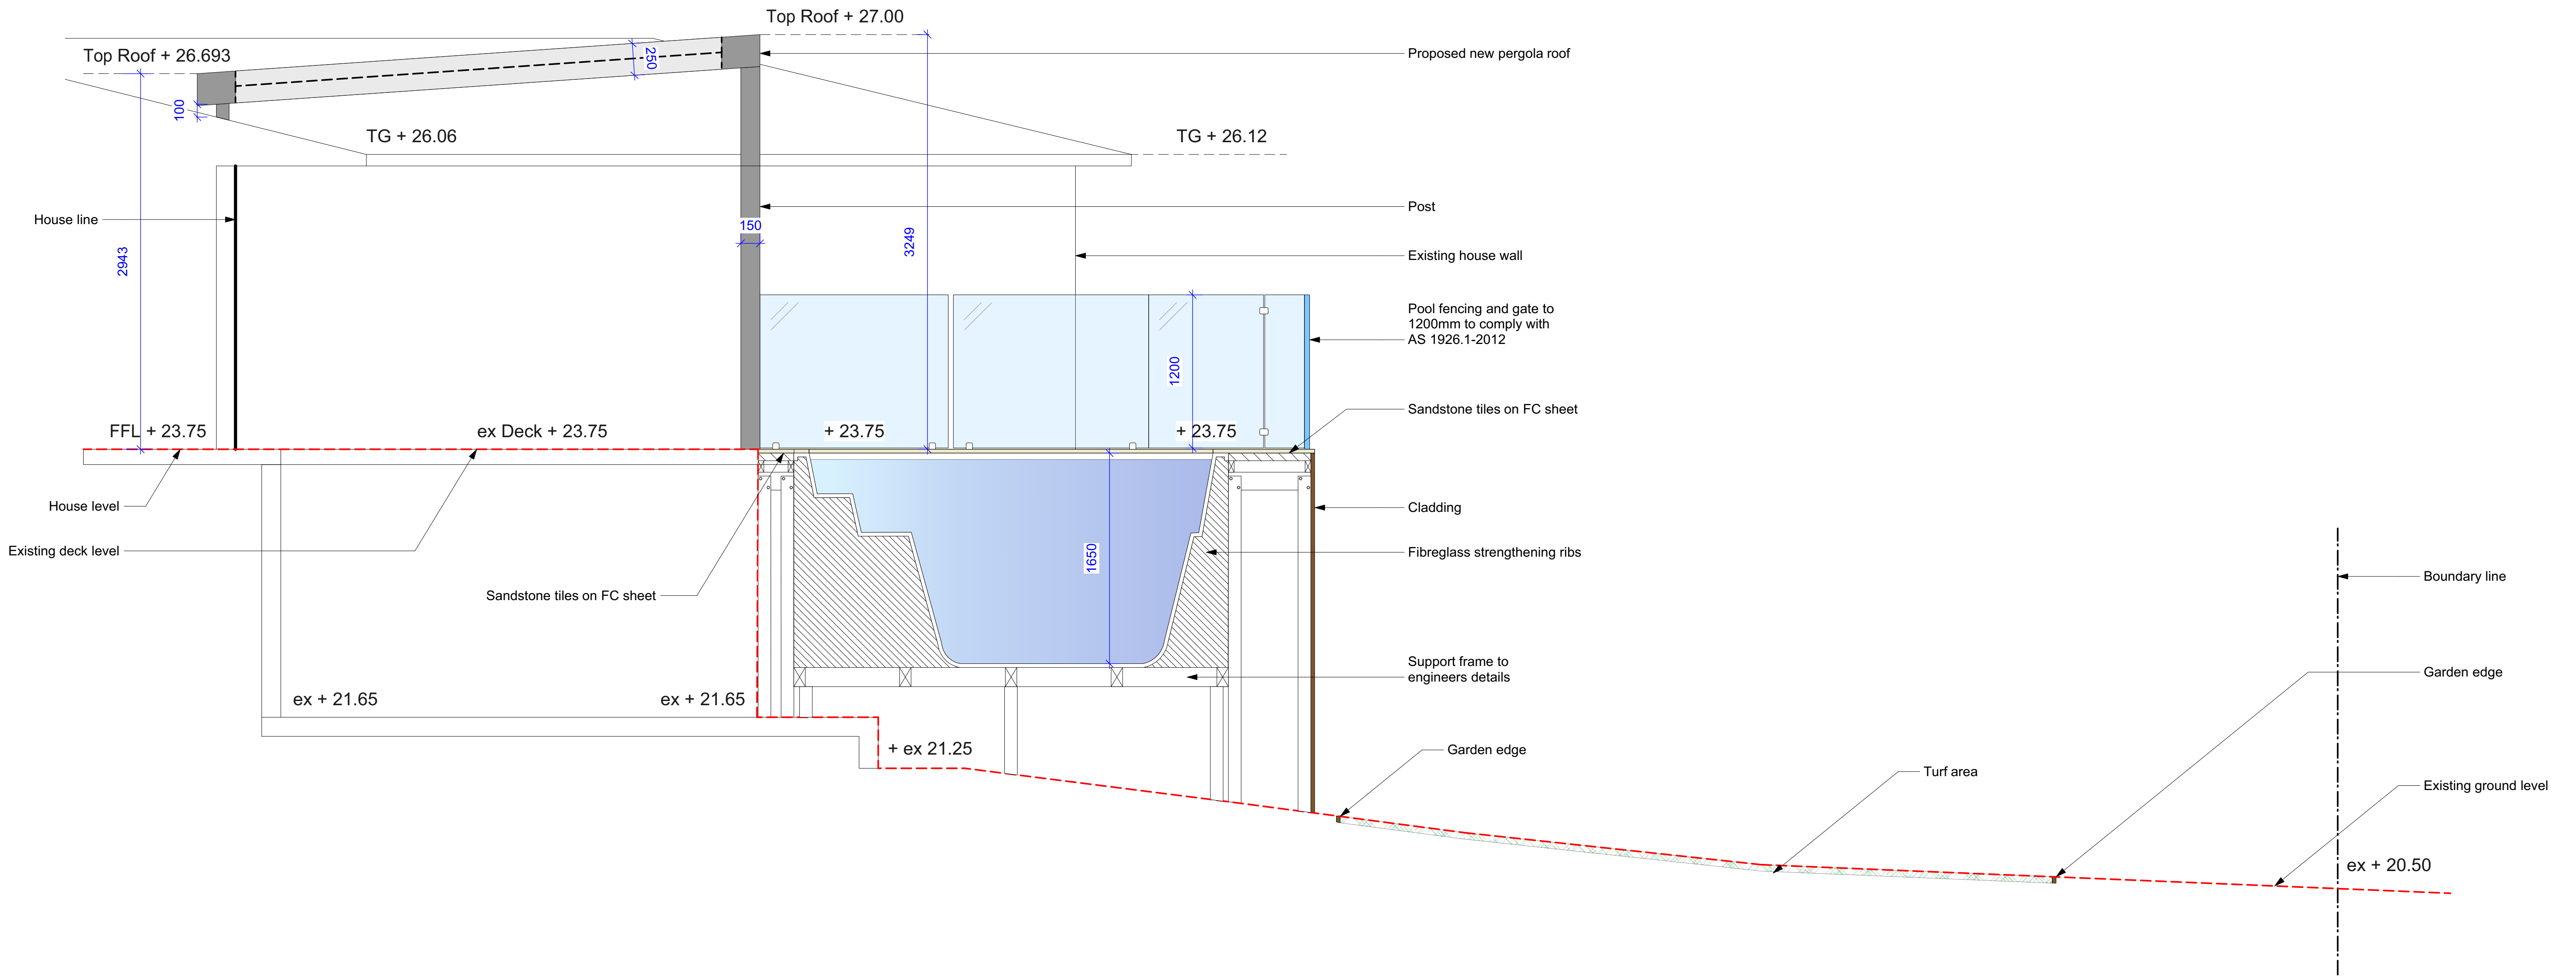 Top Roof + 27.00
Top Roof + 26.693
250
Proposed new pergola roof
100
TG + 26.06
TG + 26.12
Post
House line
150
2943
3249
Existing house wall
Pool fencing and gate to
1200mm to comply with
AS 1926.1-2012
1200
Sandstone tiles on FC sheet
FFL + 23.75
ex Deck + 23.75
+ 23.75
+ 23.75
House level
Cladding
Existing deck level
1650
Fibreglass strengthening ribs
Boundary line
Sandstone tiles on FC sheet
Support frame to
engineers details
Garden edge
ex + 21.65
ex + 21.65
+ ex 21.25
Garden edge
Turf area
Existing ground level
ex + 20.50